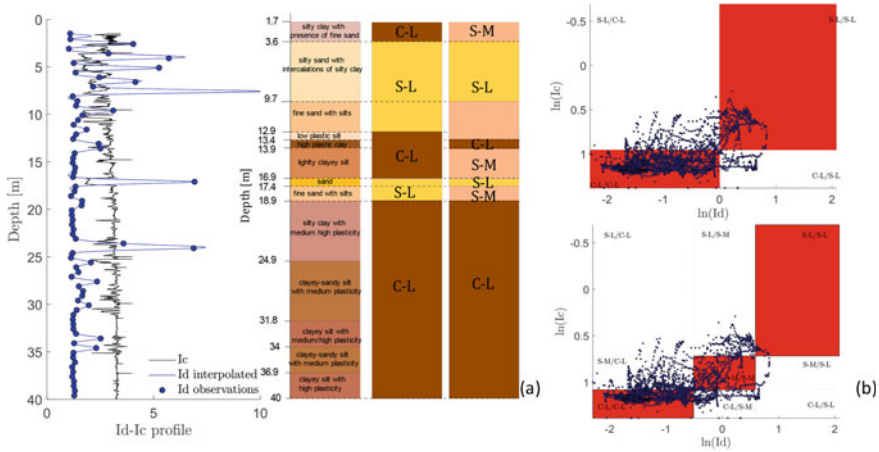 0
5
10
15
20
25
30
35
40
Depth [m]
0
5
10
Id-Ic profile
Ic
Id interpolated
Id observations
Depth [m]
1.7
3.6
9.7
12.9
13.4
13.9
16.9
17.4
18.9
24.9
31.8
34
36.9
40
silty clay with
presence of fine sand
silty sand with
intercalations of silty clay
fine sand with silts
low plastic silt
high plastic clay
lighlty clayey silt
sand
fine sand with silts
silty clay with
medium high plasticity
clayey-sandy silt
with medium plasticity
clayey silt with
medium/high plasticity
clayey-sandy silt
with medium plasticity
clayey silt with
high plasticity
C-L
S-L
C-L
S-L
C-L
S-M
S-L
C-L
S-M
S-L
S-M
C-L
(a)
S-L/C-L
S-L/S-L
C-L/C-L
C-L/S-L
-0.5
0
0.5
1
ln(Ic)
-2
-1
0
1
2
ln(Id)
S-L/C-L
S-L/S-M
S-L/S-L
S-M/C-L
S-M/S-L
C-L/C-L
C-L/S-M
C-L/S-L
-0.5
0
0.5
1
ln(Ic)
-2
-1
0
1
2
ln(Id)
(b)